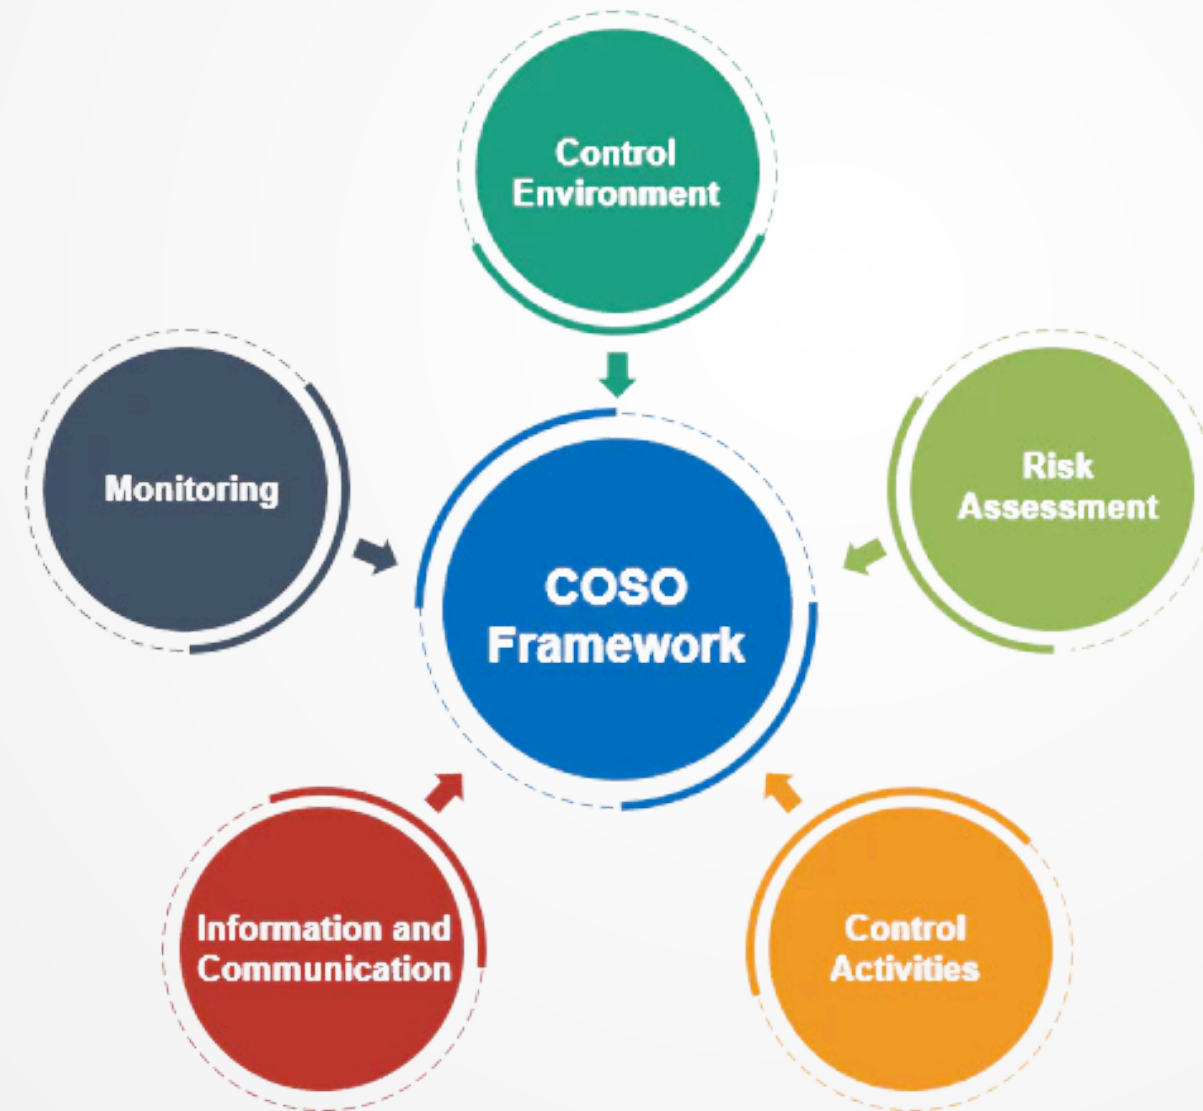 Control
Environment
Monitoring
Risk
Assessment
COSO
Framework
Information and
Communication
Control
Activities